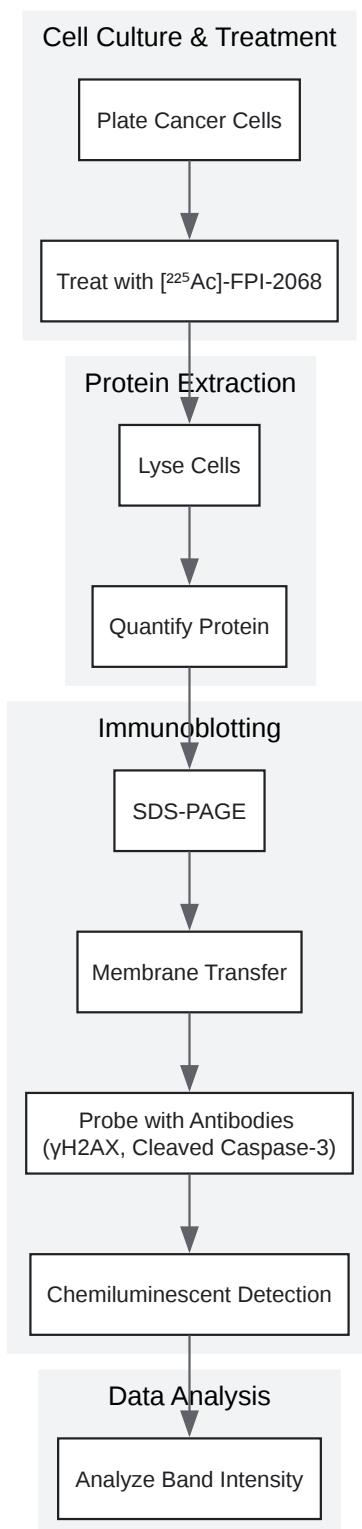 Cell Culture & Treatment
Plate Cancer Cells
Treat with [²²⁵Ac]-FPI-2068
Protein Extraction
Lyse Cells
Quantify Protein
Immunoblotting
SDS-PAGE
Membrane Transfer
Probe with Antibodies
(γH2AX, Cleaved Caspase-3)
Chemiluminescent Detection
Data Analysis
Analyze Band Intensity